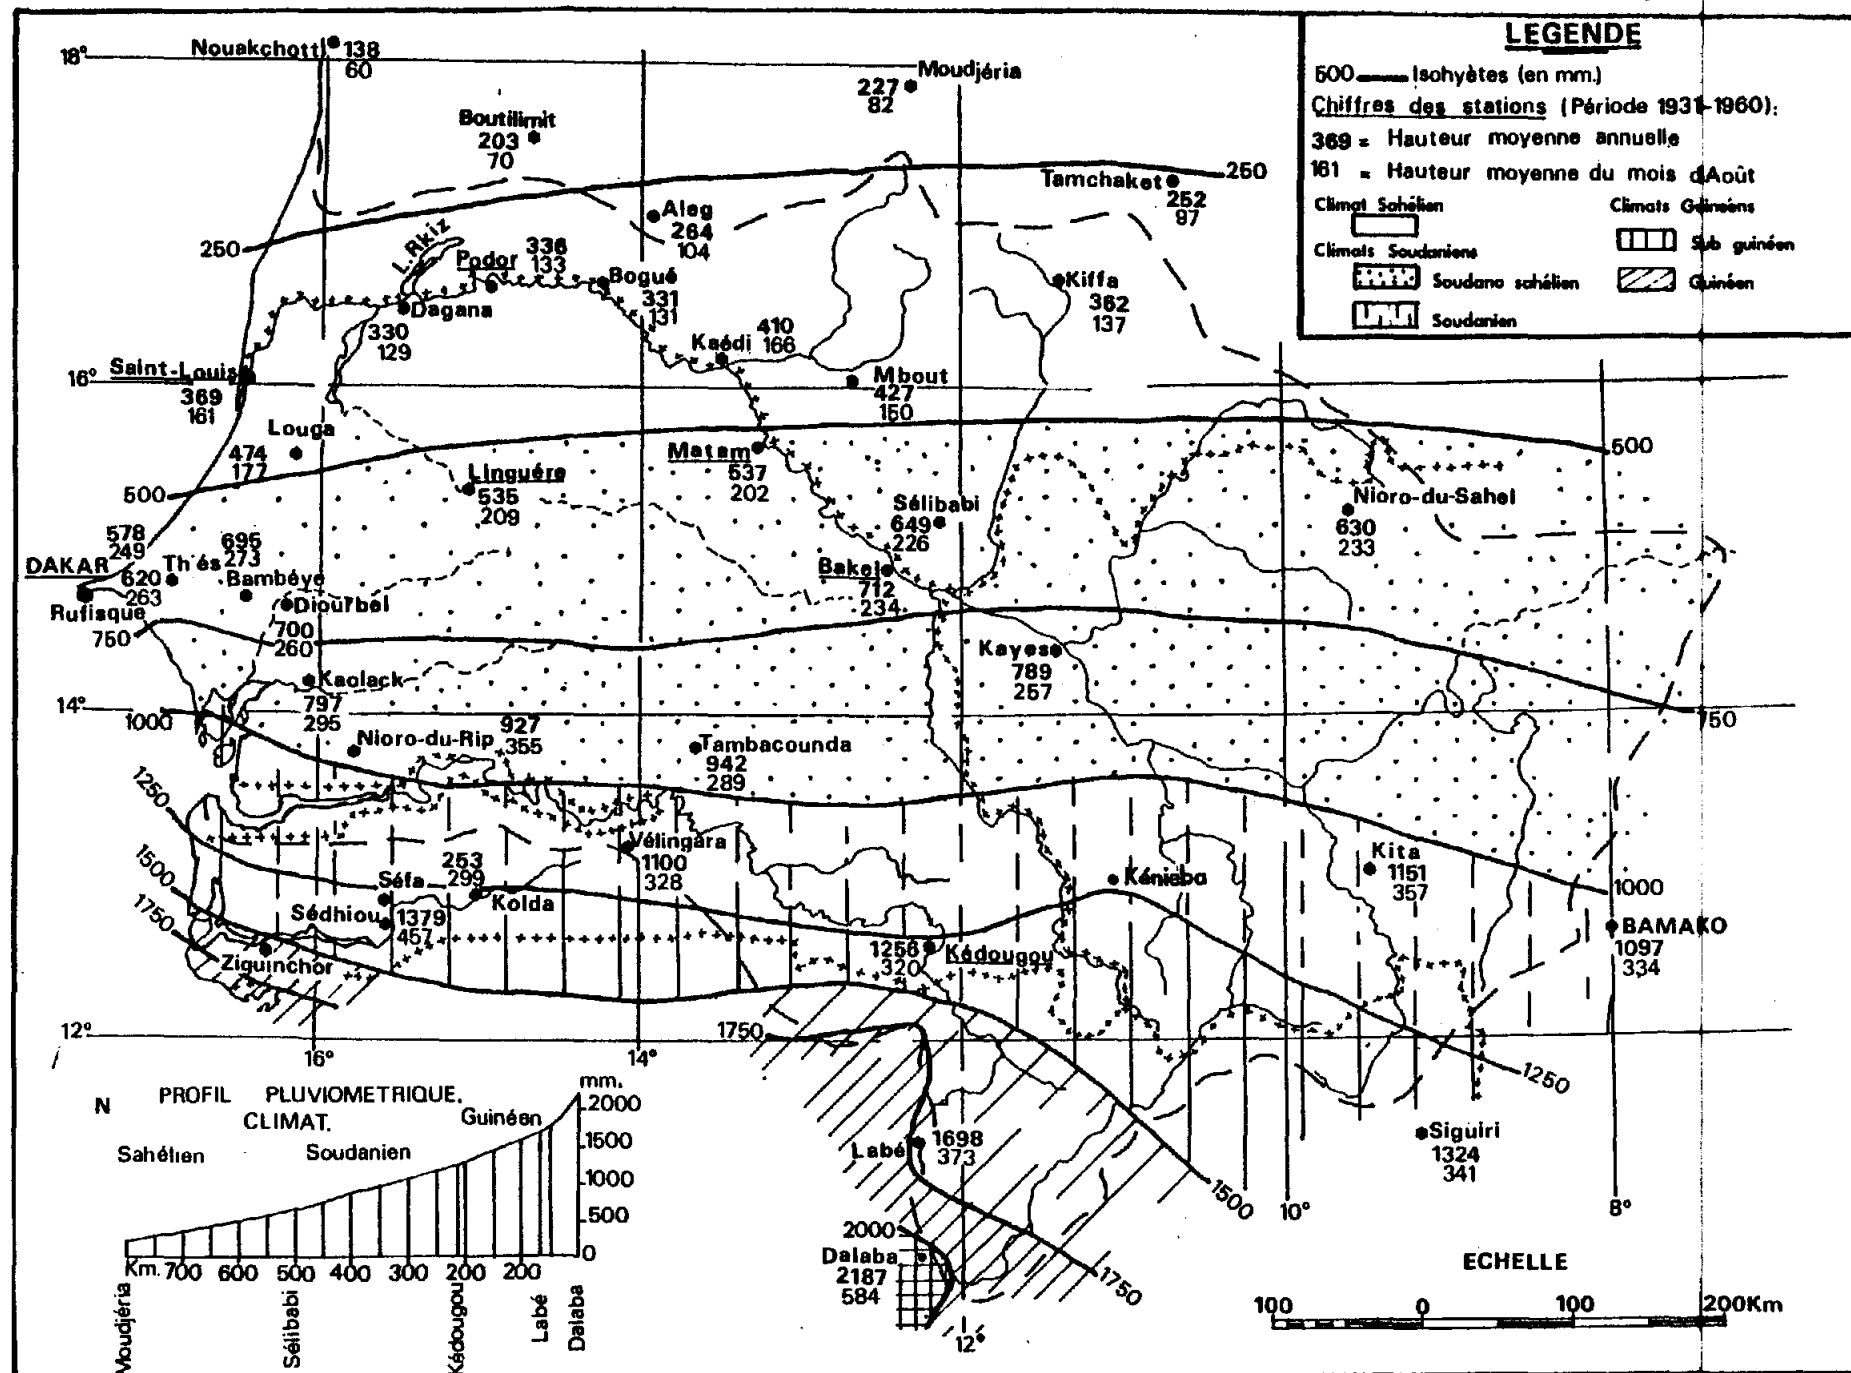 LEGENDE
500 Isohyètes (en mm.)
Chiffres des stations (Période 1931-1960):
369 = Hauteur moyenne annuelle
161 = Hauteur moyenne du mois d'Août
Climat Sahélien
Climats Guinéens
Sub guinéen
Climats Soudaniens
Soudano sahélien
Guinéen
Soudanien
18°
Nouakchott
138
60
Moudjéria
227
82
Boutilimit
203
70
Tamchaket
252
97
250
250
Aleg
264
104
L. Rkiz
Podor
336
133
Bogué
331
131
Dagana
330
129
Kiffa
362
137
Kaédi
410
166
Saint-Louis
16°
369
161
Mbout
427
150
Louga
474
177
500
500
Linguére
535
209
Matam
537
202
Sélibabi
649
226
Nioro-du-Sahel
630
233
578
249
DAKAR
Th és
620
263
695
273
Bambéye
Rufisque
Diourbel
700
260
Bakel
712
234
750
750
Kayes
789
257
Kaolack
797
295
14°
1000
Nioro-du-Rip
927
355
Tambacounda
942
289
1250
1500
1750
Vélingara
1100
328
253
299
Séfa
Kolda
Sédhiou
1379
457
Ziguinchor
Kéniéba
Kita
1151
357
1000
BAMAKO
1097
334
1256
320
Kédougou
12°
16°
14°
1750
1250
Siguiri
1324
341
Labé
1698
373
1500
10°
8°
2000
Dalaba
2187
584
1750
12°
PROFIL PLUVIOMETRIQUE.
CLIMAT.
N
mm.
Sahélien
Soudanien
Guinéen
2000
1500
1000
500
0
Km. 700 600 500 400 300 200 200
Moudjéria
Sélibabi
Kédougou
Labé
Dalaba
ECHELLE
100 0 100 200Km